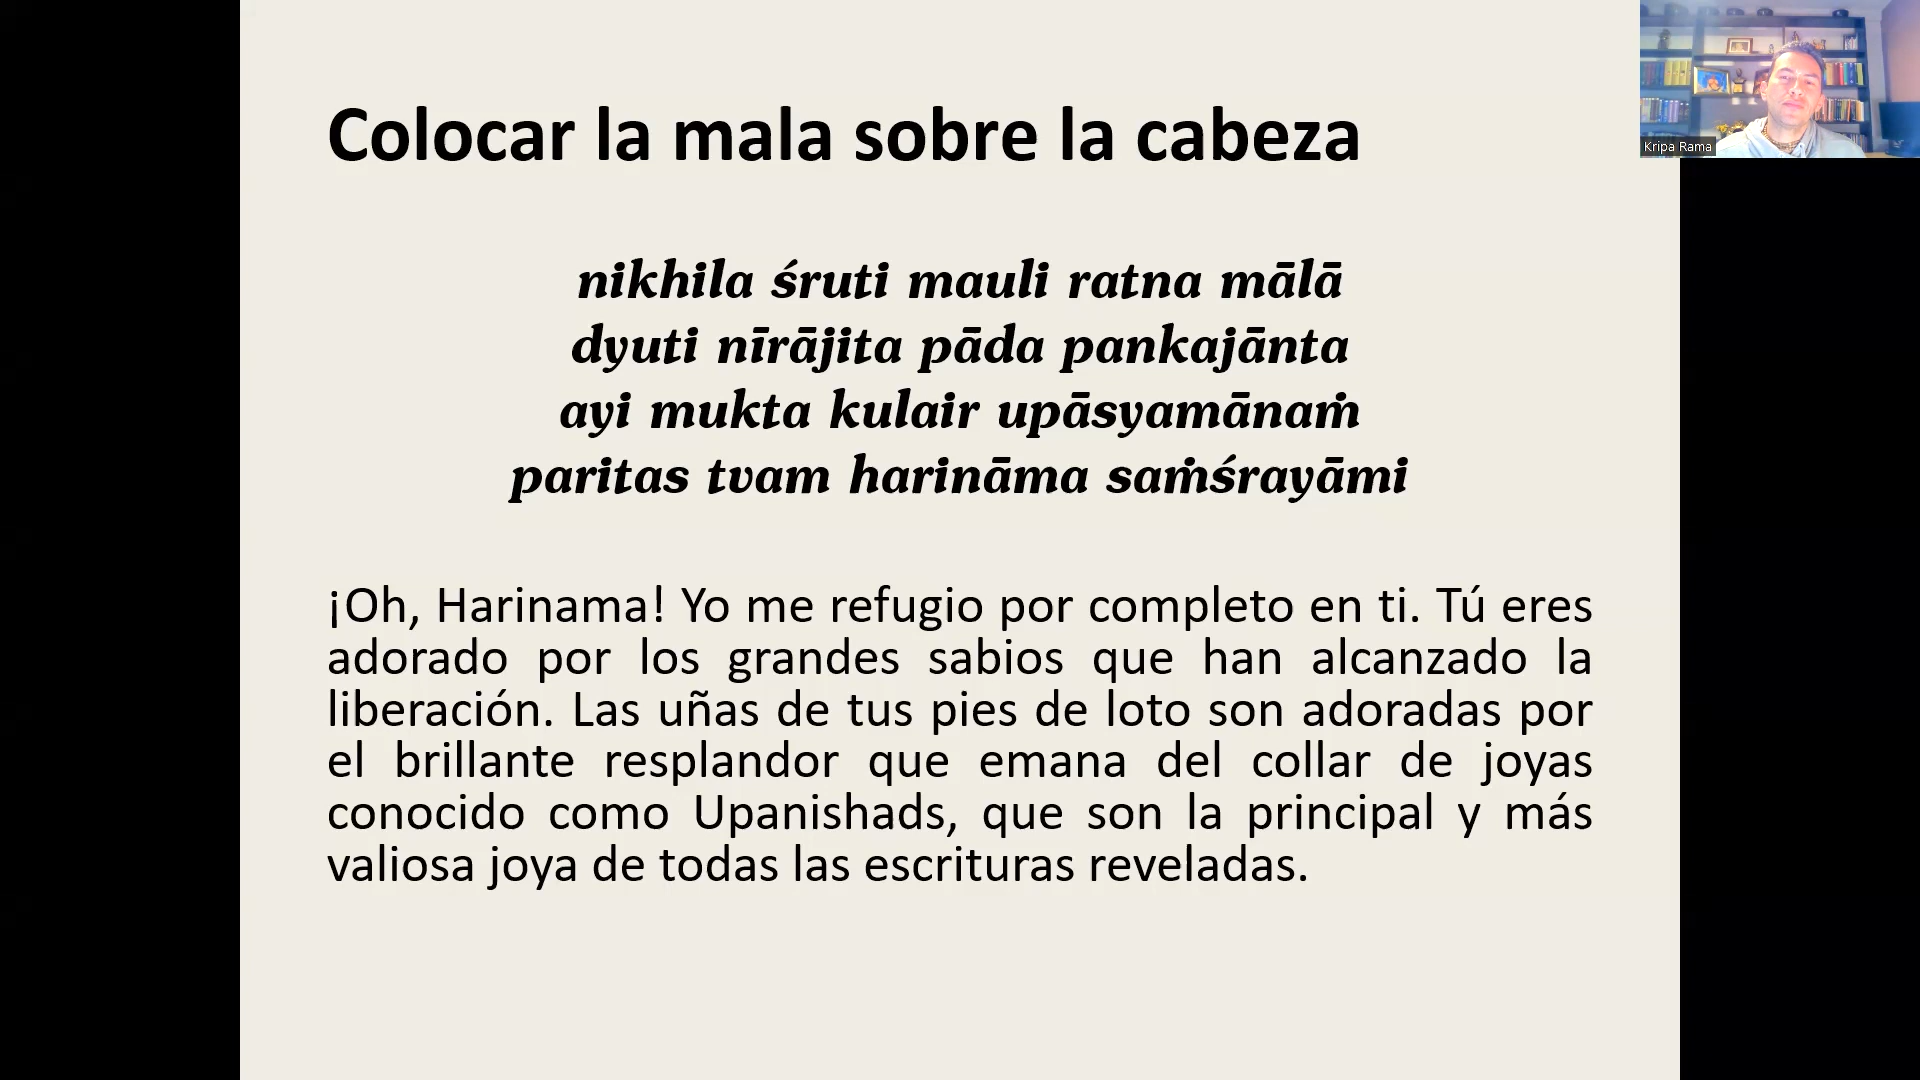 Colocar la mala sobre la cabeza
Kripa Rama
nikhila śruti mauli ratna mālā
dyuti nīrājita pāda pankajānta
ayi mukta kulair upāsyamānaṁ
paritas tvam harināma saṁśrayāmi
¡Oh, Harinama! Yo me refugio por completo en ti. Tú eres
adorado por los grandes sabios que han alcanzado la
liberación. Las uñas de tus pies de loto son adoradas por
el brillante resplandor que emana del collar de joyas
conocido como Upanishads, que son la principal y más
valiosa joya de todas las escrituras reveladas.